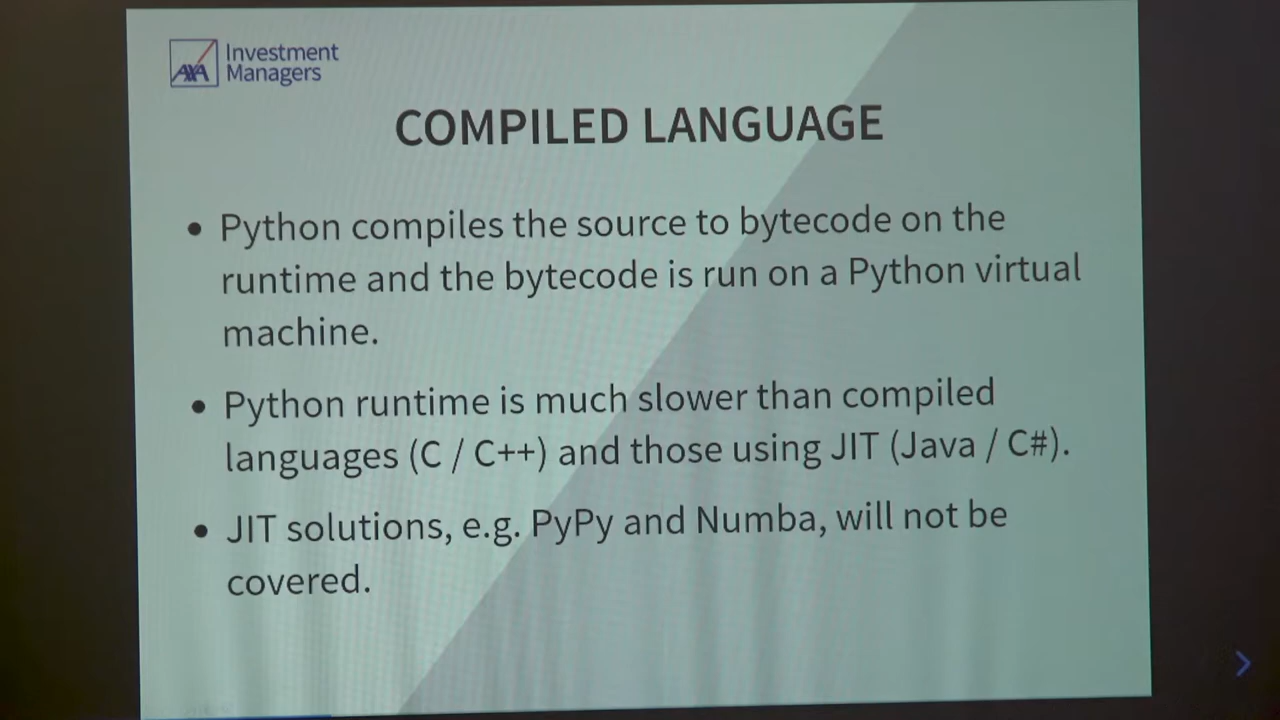 AXA
Investment
Managers
COMPILED LANGUAGE
• Python compiles the source to bytecode on the
runtime and the bytecode is run on a Python virtual
machine.
• Python runtime is much slower than compiled
languages (C / C++) and those using JIT (Java / C#).
• JIT solutions, e.g. PyPy and Numba, will not be
covered.